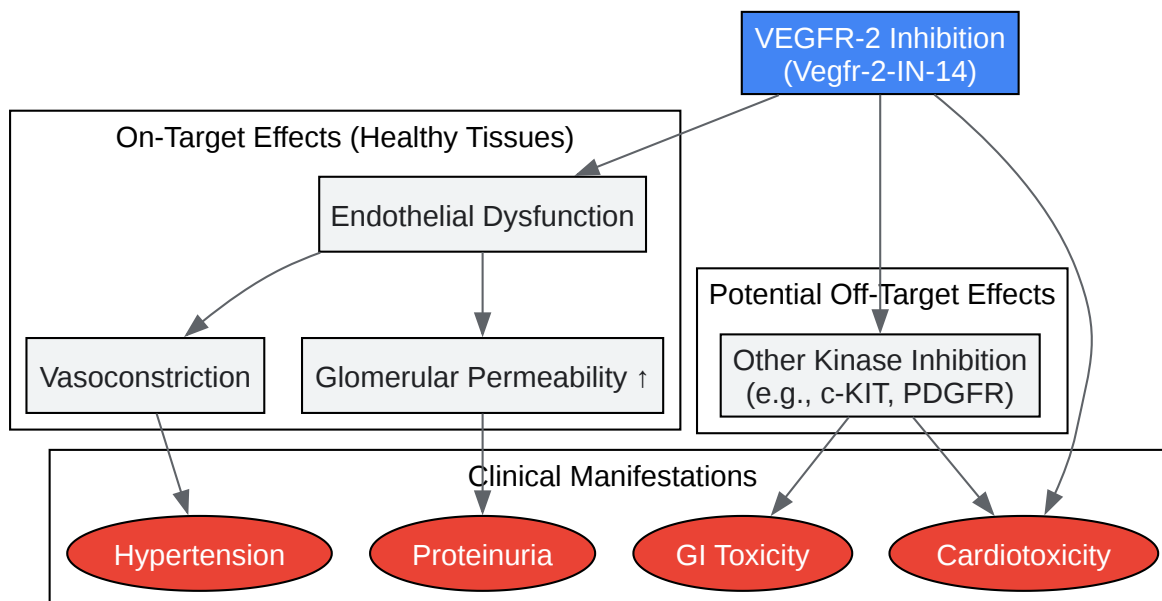 VEGFR-2 Inhibition
(Vegfr-2-IN-14)
On-Target Effects (Healthy Tissues)
Endothelial Dysfunction
Potential Off-Target Effects
Vasoconstriction
Glomerular Permeability ↑
Other Kinase Inhibition
(e.g., c-KIT, PDGFR)
Clinical Manifestations
Hypertension
Proteinuria
GI Toxicity
Cardiotoxicity